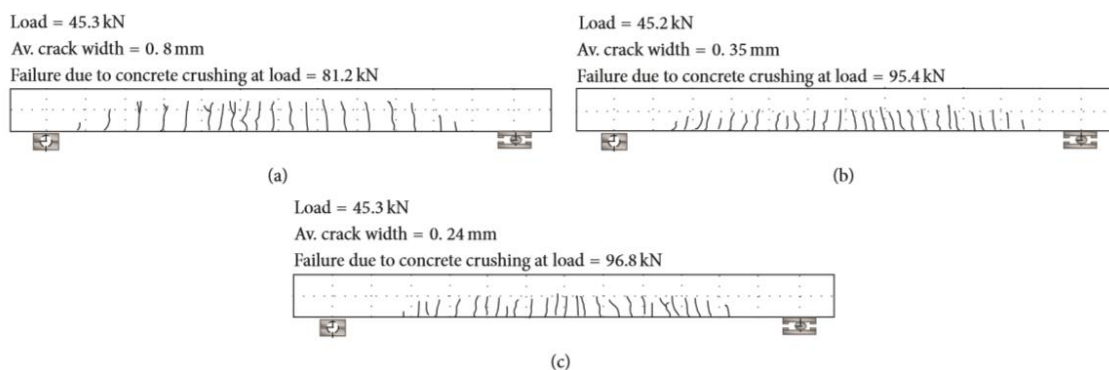 Load = 45.3 kN
Av. crack width = 0. 8 mm
Failure due to concrete crushing at load = 81.2 kN
(a)
Load = 45.2 kN
Av. crack width = 0. 35 mm
Failure due to concrete crushing at load = 95.4 kN
(b)
Load = 45.3 kN
Av. crack width = 0. 24 mm
Failure due to concrete crushing at load = 96.8 kN
(c)